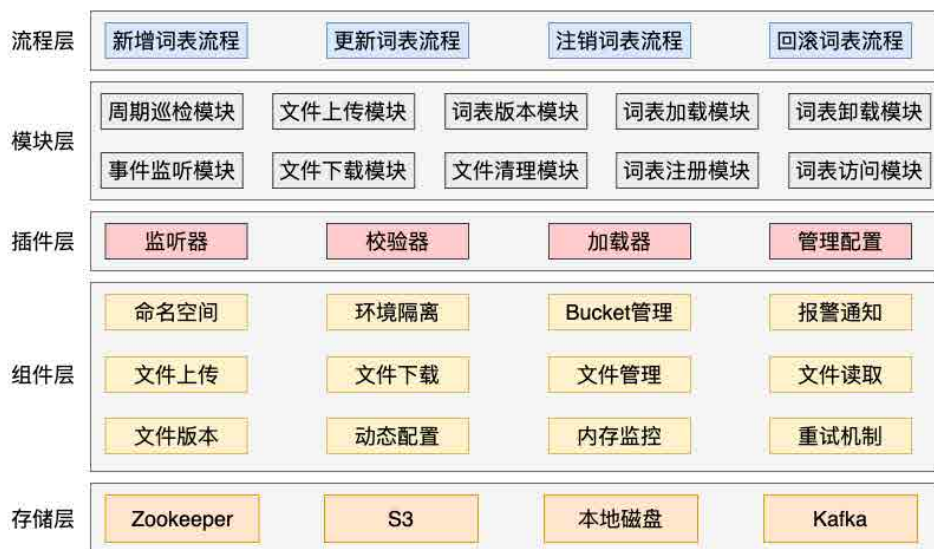 流程层 新增词表流程 更新词表流程 注销词表流程 回滚词表流程
模块层
周期巡检模块 文件上传模块 词表版本模块 词表加载模块 词表卸载模块
事件监听模块 文件下载模块 文件清理模块 词表注册模块 词表访问模块
插件层 监听器 校验器 加载器 管理配置
组件层
命名空间 环境隔离 Bucket管理 报警通知
文件上传 文件下载 文件管理 文件读取
文件版本 动态配置 内存监控 重试机制
存储层 Zookeeper S3 本地磁盘 Kafka